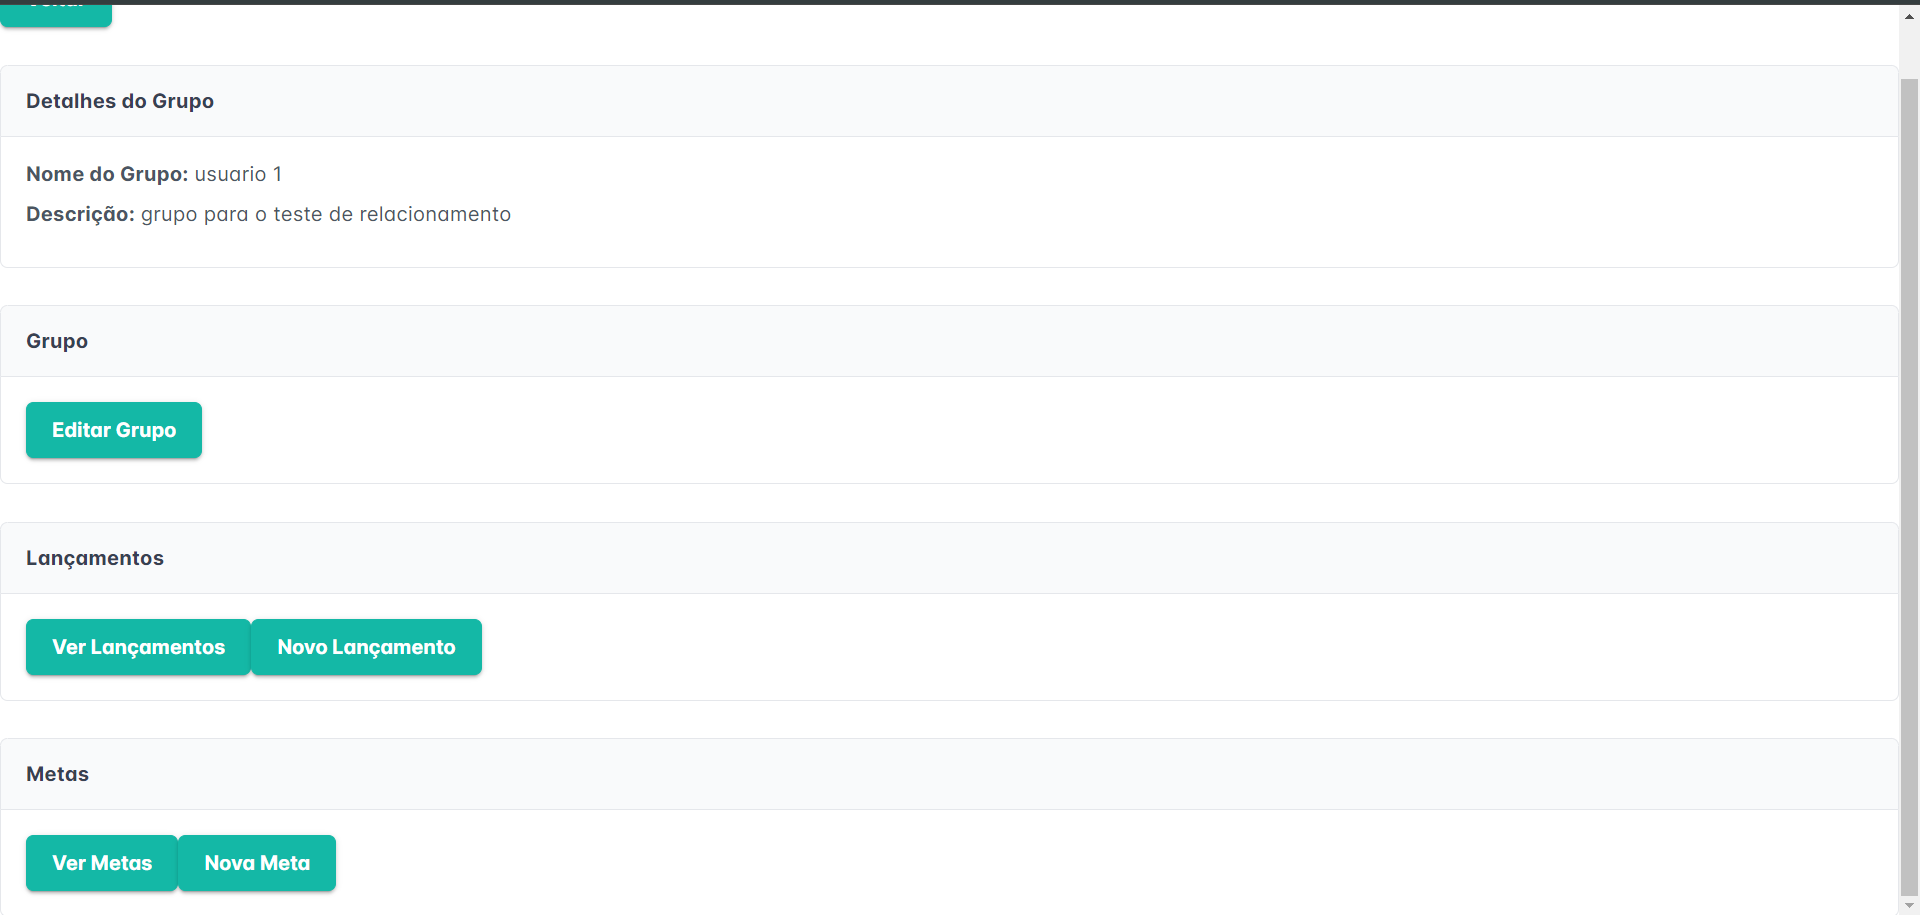 Detalhes do Grupo
Nome do Grupo: usuario 1
Descrição: grupo para o teste de relacionamento
Grupo
Editar Grupo
Lançamentos
Ver Lançamentos Novo Lançamento
Metas
Ver Metas Nova Meta